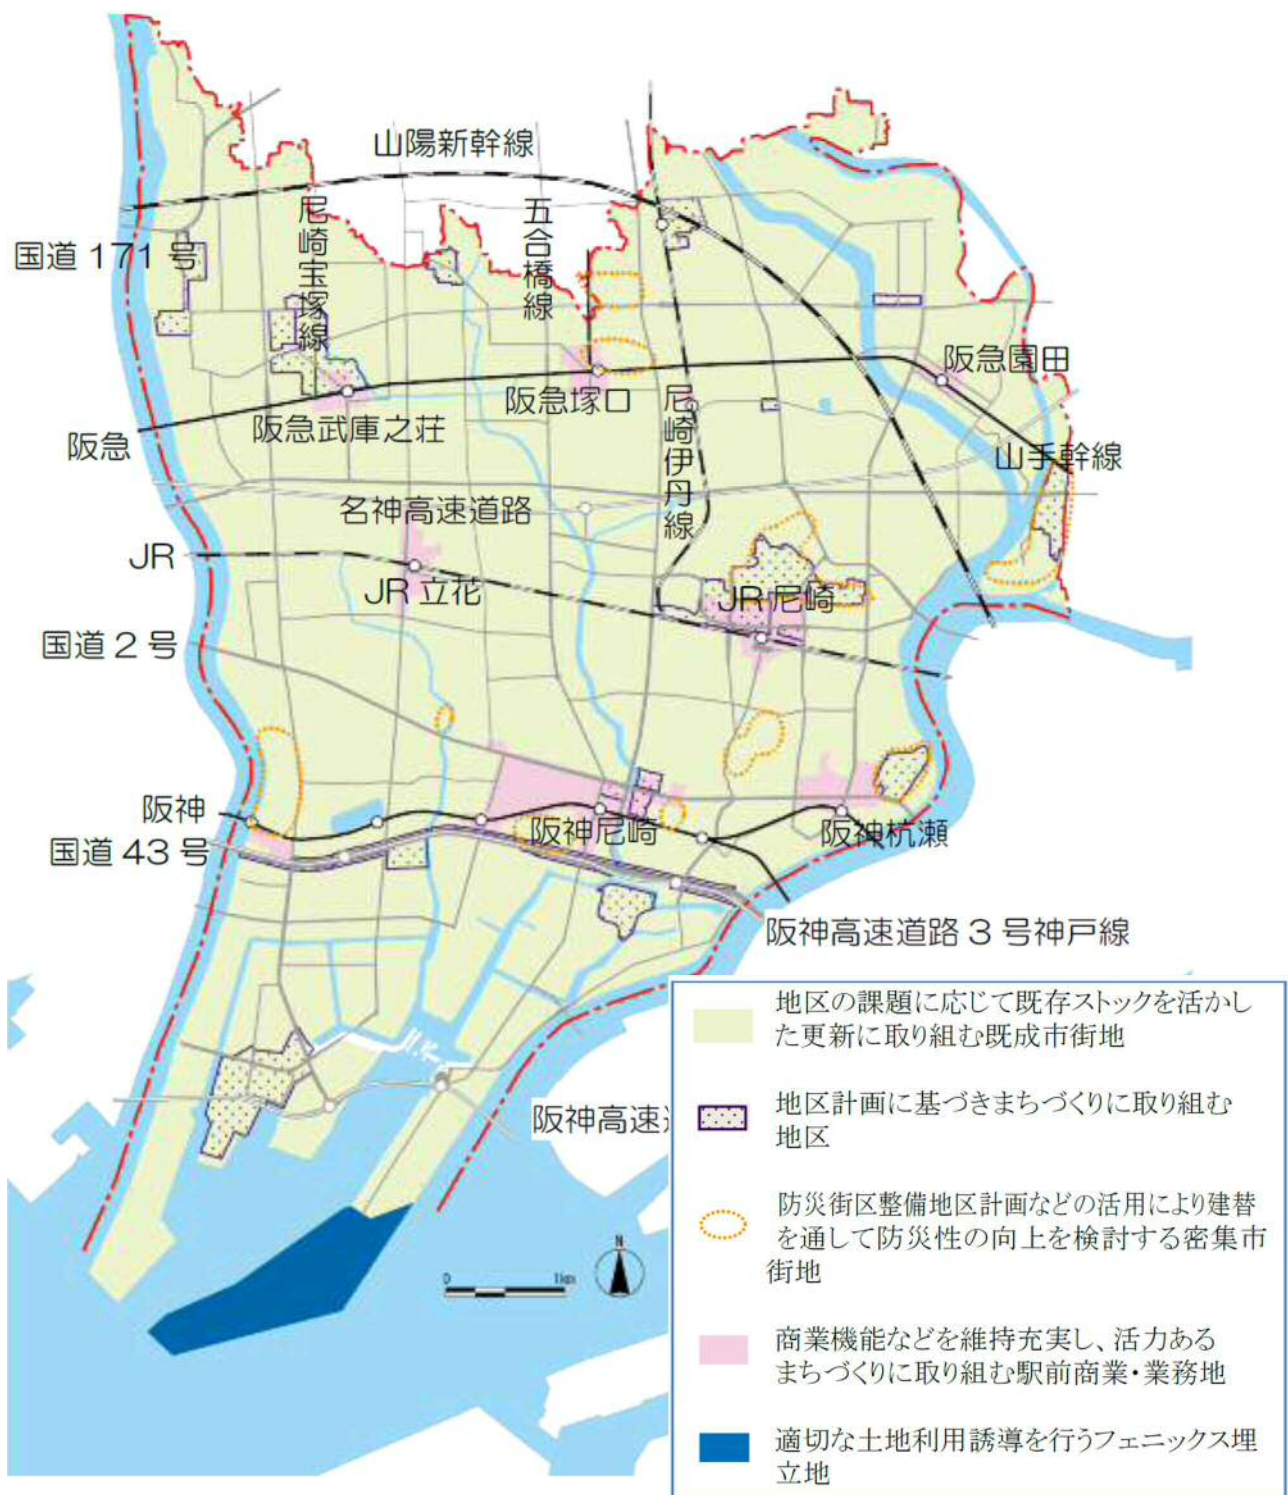 山陽新幹線
尼崎宝塚線
五合橋線
国道 171 号
阪急園田
阪急塚口
尼崎伊丹線
阪急武庫之荘
阪急
山手幹線
名神高速道路
JR
JR 立花
JR 尼崎
国道 2 号
阪神
阪神尼崎
阪神杭瀬
国道 43 号
阪神高速道路 3 号神戸線
地区の課題に応じて既存ストックを活かし
た更新に取り組む既成市街地
地区計画に基づきまちづくりに取り組む
地区
阪神高速
防災街区整備地区計画などの活用により建替
を通して防災性の向上を検討する密集市
街地
N
0 1km
商業機能などを維持充実し、活力ある
まちづくりに取り組む駅前商業・業務地
適切な土地利用誘導を行うフェニックス埋
立地